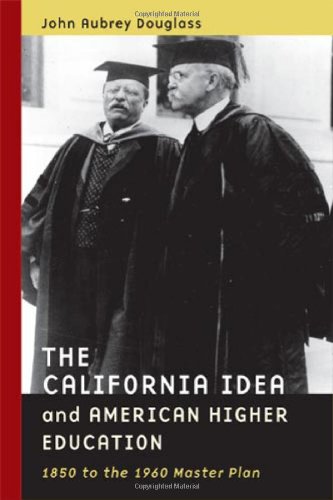 John Aubrey Douglass
THE
CALIFORNIA IDEA
and AMERICAN HIGHER
EDUCATION
1850 to the 1960 Master Plan